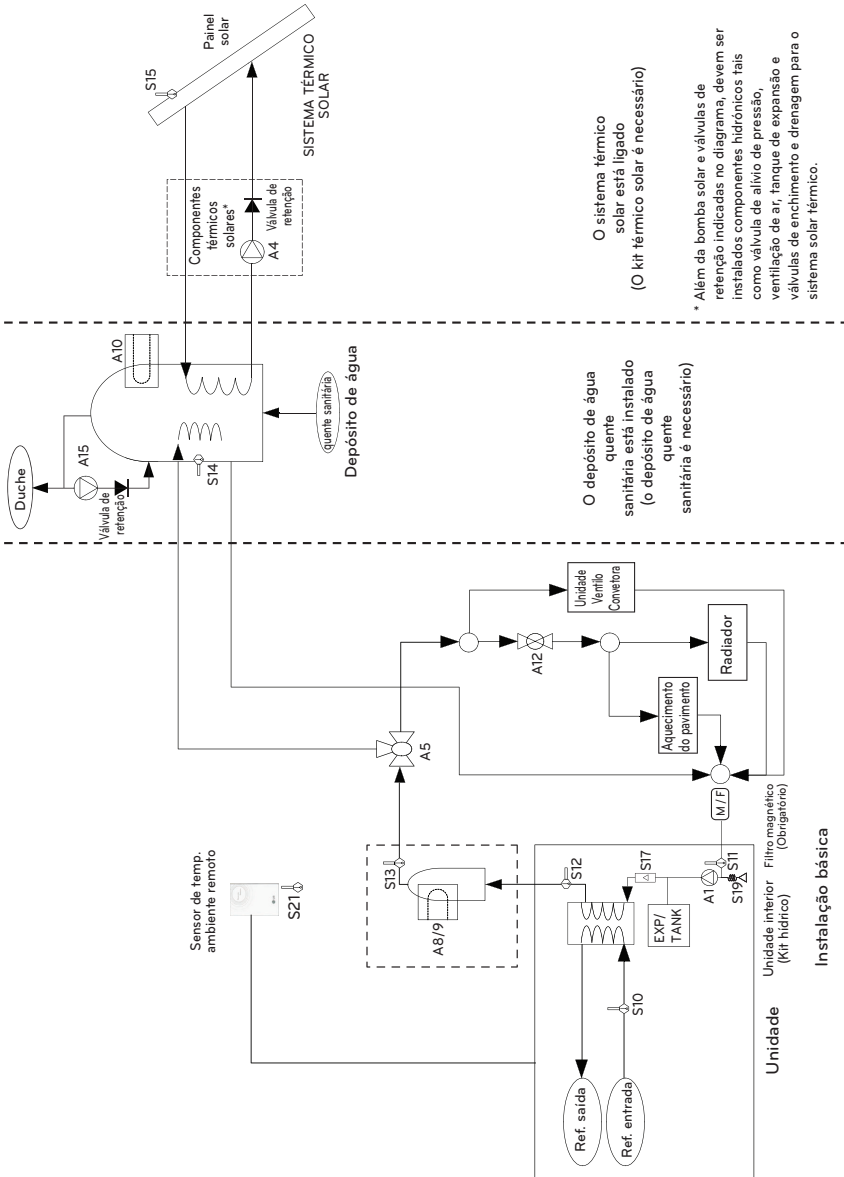 Sensor de temp.
ambiente remoto
S21
Ref. saída
Ref. entrada
S10
EXP/
TANK
S12
S17
A1
S19
S11
S13
A8/9
M / F
Filtro magnético
(Obrigatório)
Unidade interior
(Kit hídrico)
Unidade
Instalação básica
A5
A12
Unidade
Ventilo
Convetora
Radiador
Aquecimento
do pavimento
Duche
A15
Válvula de
retenção
S14
A10
quente sanitária
Depósito de água
O depósito de água
quente
sanitária está instalado
(o depósito de água
quente
sanitária é necessário)
S15
Painel
solar
SISTEMA TÉRMICO
SOLAR
Componentes
térmicos
solares*
Válvula de
retenção
A4
O sistema térmico
solar está ligado
(O kit térmico solar é necessário)
* Além da bomba solar e válvulas de
retenção indicadas no diagrama, devem ser
instalados componentes hidrónicos tais
como válvula de alívio de pressão,
ventilação de ar, tanque de expansão e
válvulas de enchimento e drenagem para o
sistema solar térmico.